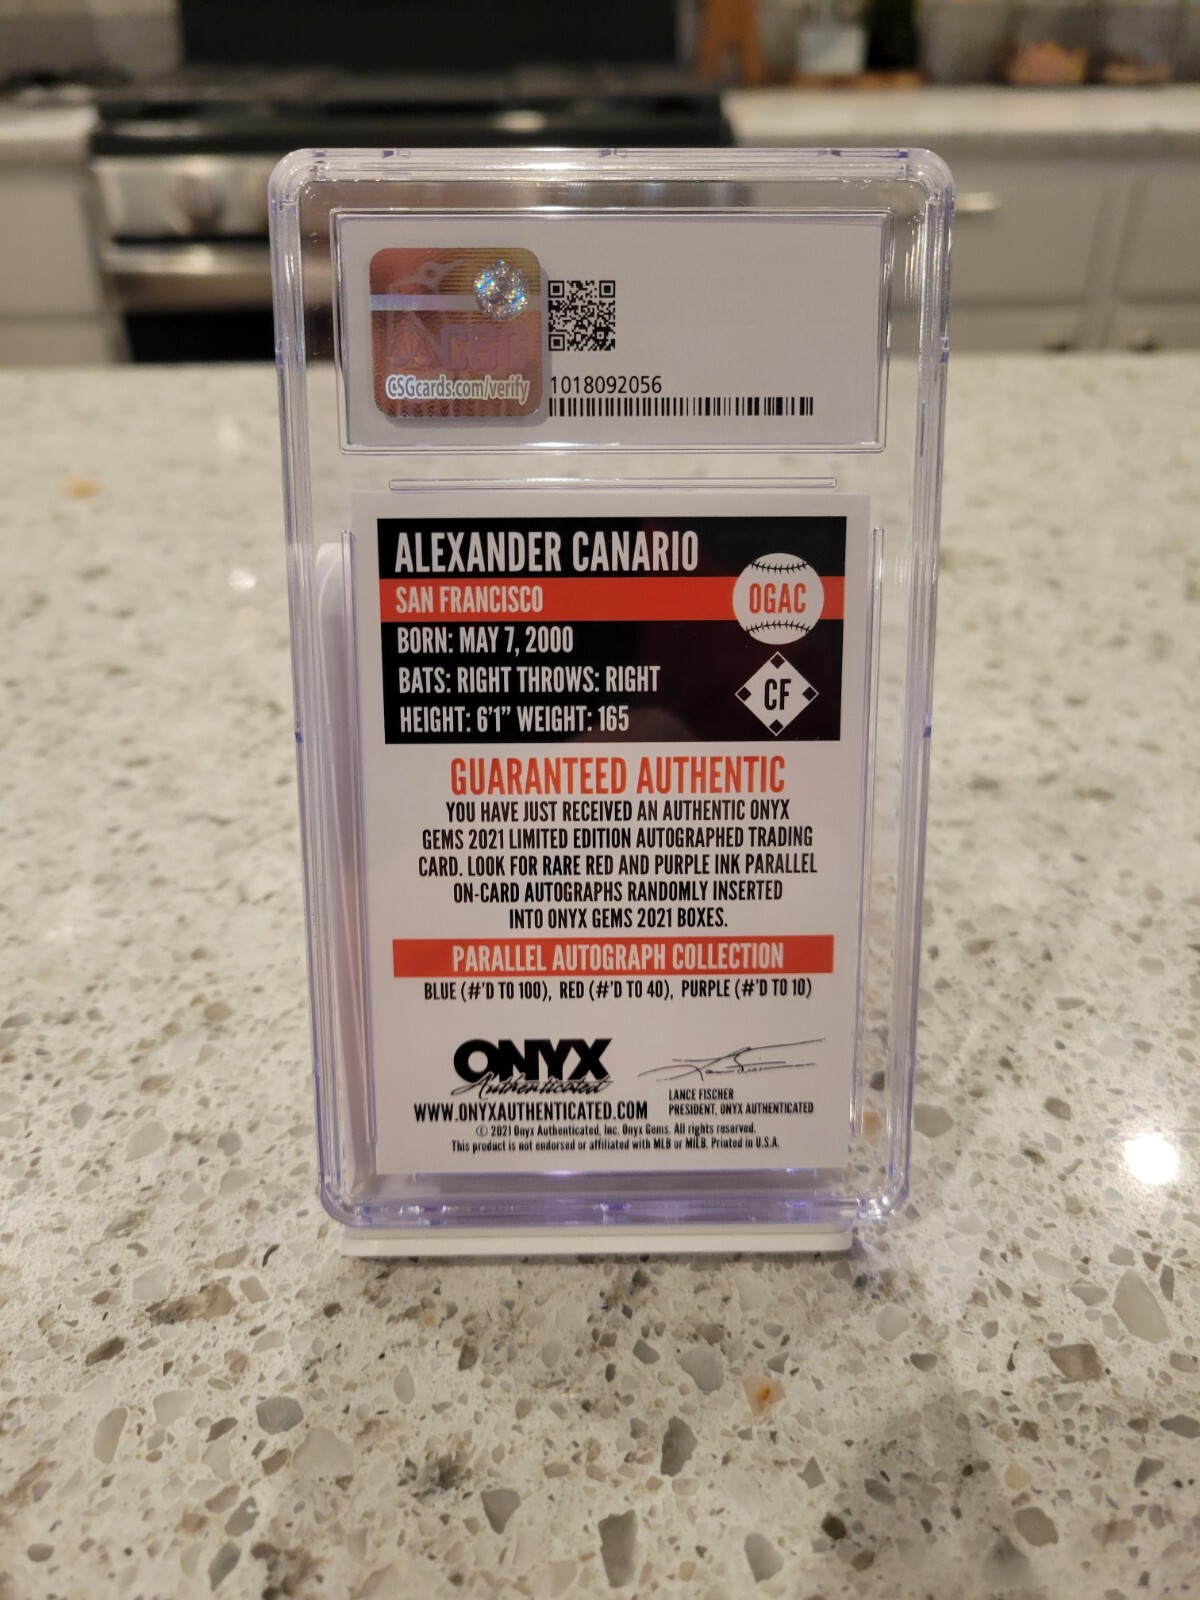 CSG
CSGcards.com/verify
1018092056
ALEXANDER CANARIO
SAN FRANCISCO
OGAC
BORN: MAY 7, 2000
BATS: RIGHT THROWS: RIGHT
CF
HEIGHT: 6'1" WEIGHT: 165
GUARANTEED AUTHENTIC
YOU HAVE JUST RECEIVED AN AUTHENTIC ONYX
GEMS 2021 LIMITED EDITION AUTOGRAPHED TRADING
CARD. LOOK FOR RARE RED AND PURPLE INK PARALLEL
ON-CARD AUTOGRAPHS RANDOMLY INSERTED
INTO ONYX GEMS 2021 BOXES.
PARALLEL AUTOGRAPH COLLECTION
BLUE (#'D TO 100), RED (#'D TO 40), PURPLE (#'D TO 10)
ONYX
Authenticated
WWW.ONYXAUTHENTICATED.COM
LANCE FISCHER
PRESIDENT, ONYX AUTHENTICATED
© 2021 Onyx Authenticated, Inc. Onyx Gems. All rights reserved.
This product is not endorsed or affiliated with MLB or MILB. Printed in U.S.A.